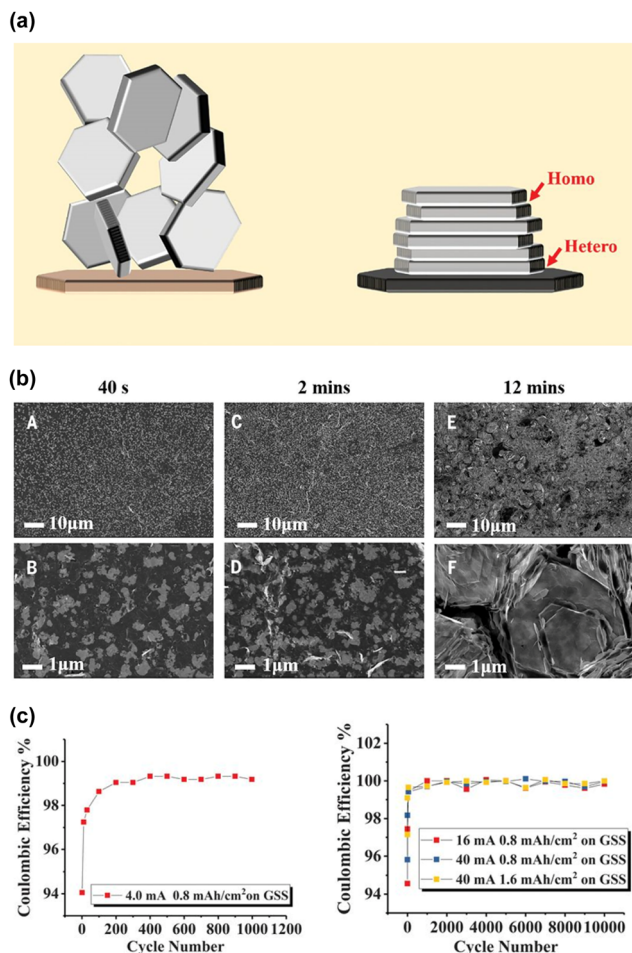 (a)
Homo
Hetero
(b)
40 s
2 mins
12 mins
A
C
E
10μm
10μm
10μm
B
D
F
1μm
1μm
1μm
(c)
Coulombic Efficiency %
100
98
96
94
4.0 mA 0.8 mAh/cm²on GSS
0 200 400 600 800 1000 1200
Cycle Number
Coulombic Efficiency %
102
100
98
96
94
16 mA 0.8 mAh/cm² on GSS
40 mA 0.8 mAh/cm² on GSS
40 mA 1.6 mAh/cm² on GSS
0 2000 4000 6000 8000 10000
Cycle Number